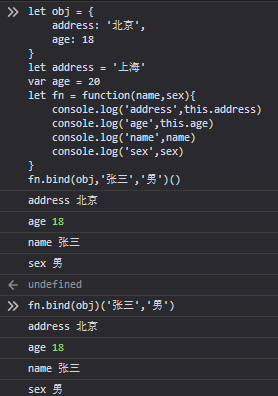 let obj = {
address: '北京',
age: 18
}
let address = '上海'
var age = 20
let fn = function(name,sex){
console.log('address',this.address)
console.log('age',this.age)
console.log('name',name)
console.log('sex',sex)
}
fn.bind(obj,'张三','男')()
address 北京
age 18
name 张三
sex 男
undefined
fn.bind(obj)('张三','男')
address 北京
age 18
name 张三
sex 男